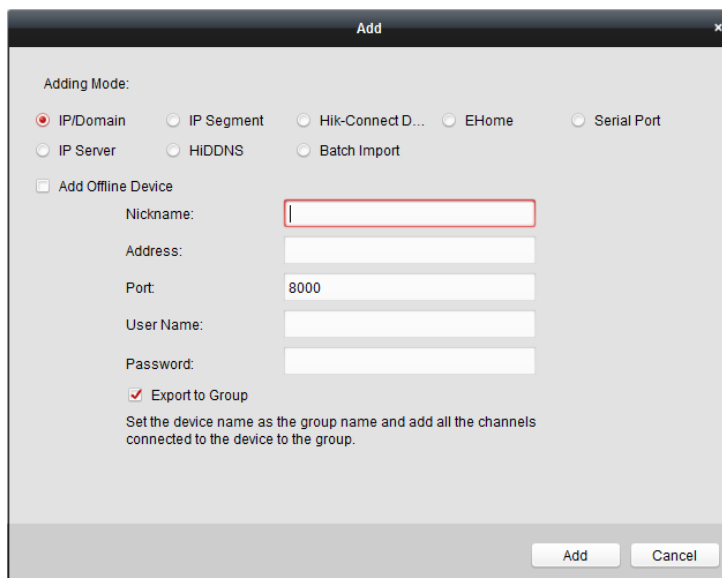 Add
×
Adding Mode:
IP/Domain IP Segment Hik-Connect D... EHome Serial Port
IP Server HiDDNS Batch Import
Add Offline Device
Nickname:
Address:
Port: 8000
User Name:
Password:
Export to Group
Set the device name as the group name and add all the channels
connected to the device to the group.
Add Cancel